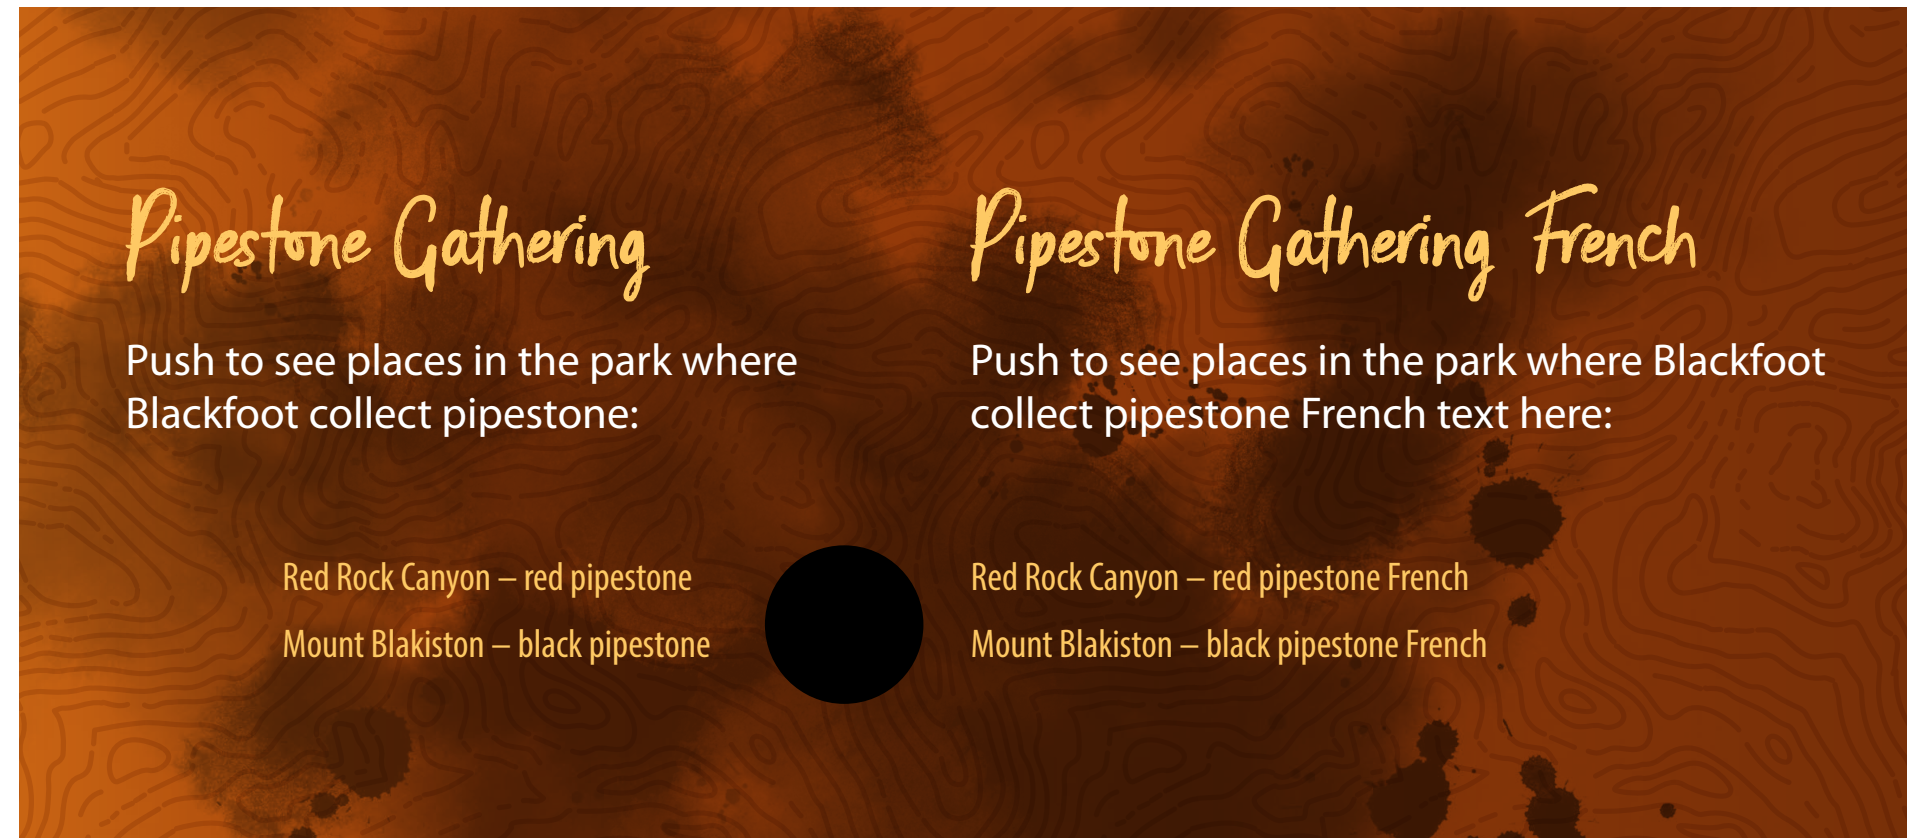 Pipestone Gathering
Push to see places in the park where
Blackfoot collect pipestone:
Red Rock Canyon – red pipestone
Mount Blakiston – black pipestone
Pipestone Gathering French
Push to see places in the park where Blackfoot
collect pipestone French text here:
Red Rock Canyon – red pipestone French
Mount Blakiston – black pipestone French